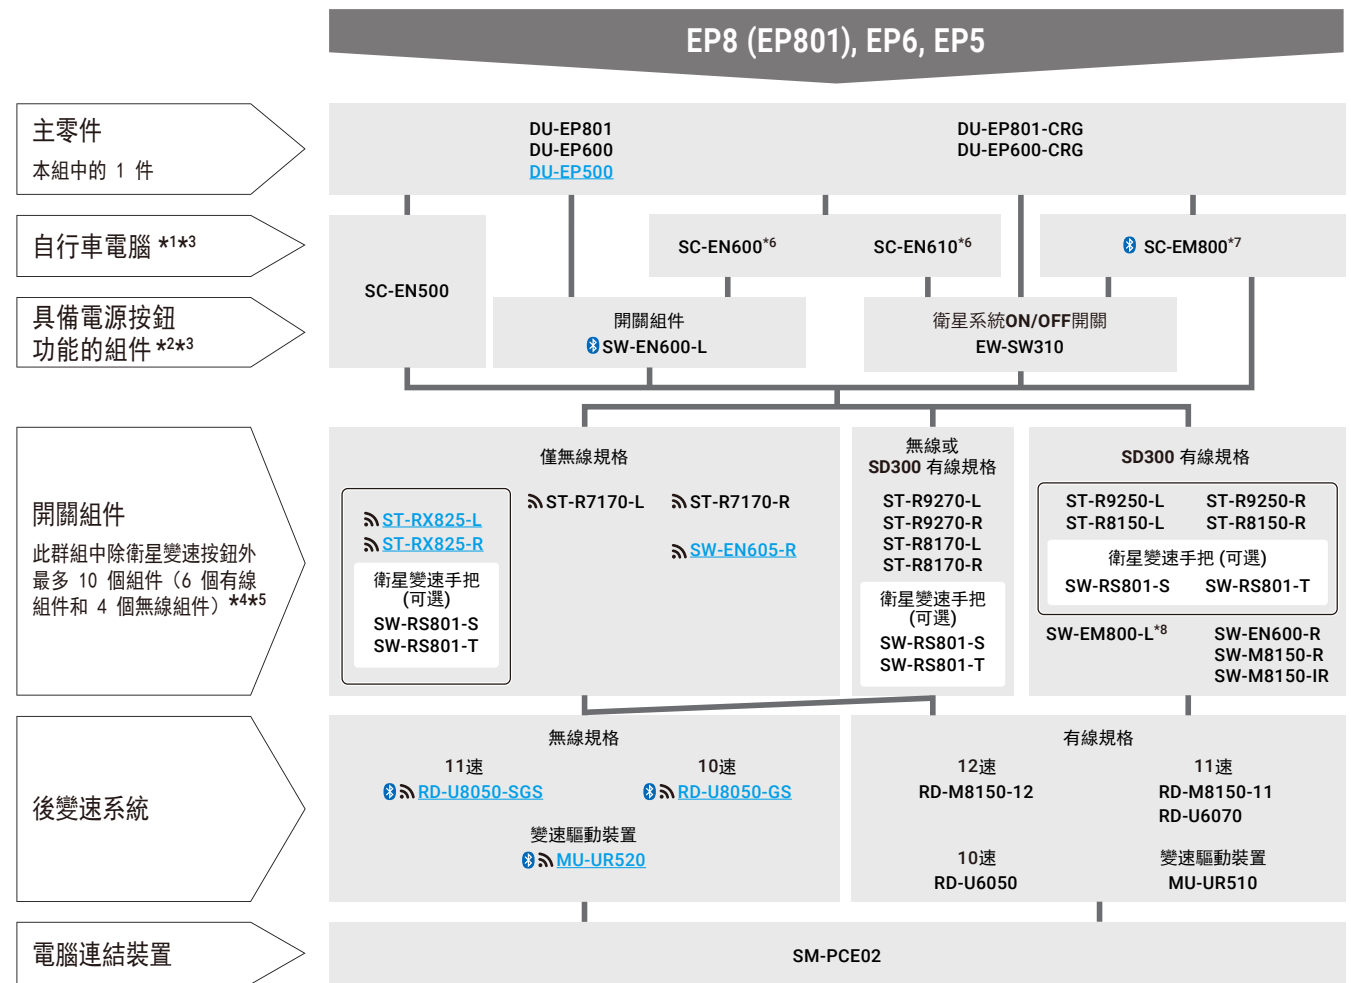 EP8 (EP801), EP6, EP5
主零件
本組中的 1 件
DU-EP801
DU-EP600
DU-EP500
DU-EP801-CRG
DU-EP600-CRG
自行車電腦 *1*3
SC-EN500
SC-EN600*6
SC-EN610*6
SC-EM800*7
具備電源按鈕
功能的組件 *2*3
開關組件
SW-EN600-L
衛星系統ON/OFF開關
EW-SW310
開關組件
此群組中除衛星變速按鈕外
最多 10 個組件（6 個有線
組件和 4 個無線組件）*4*5
僅無線規格
ST-RX825-L
ST-RX825-R
衛星變速手把
(可選)
SW-RS801-S
SW-RS801-T
ST-R7170-L
ST-R7170-R
SW-EN605-R
無線或
SD300 有線規格
ST-R9270-L
ST-R9270-R
ST-R8170-L
ST-R8170-R
衛星變速手把
(可選)
SW-RS801-S
SW-RS801-T
SD300 有線規格
ST-R9250-L ST-R9250-R
ST-R8150-L ST-R8150-R
衛星變速手把 (可選)
SW-RS801-S SW-RS801-T
SW-EM800-L*8
SW-EN600-R
SW-M8150-R
SW-M8150-IR
後變速系統
無線規格
11速
RD-U8050-SGS
10速
RD-U8050-GS
變速驅動裝置
MU-UR520
有線規格
12速
RD-M8150-12
11速
RD-M8150-11
RD-U6070
10速
RD-U6050
變速驅動裝置
MU-UR510
電腦連結裝置
SM-PCE02